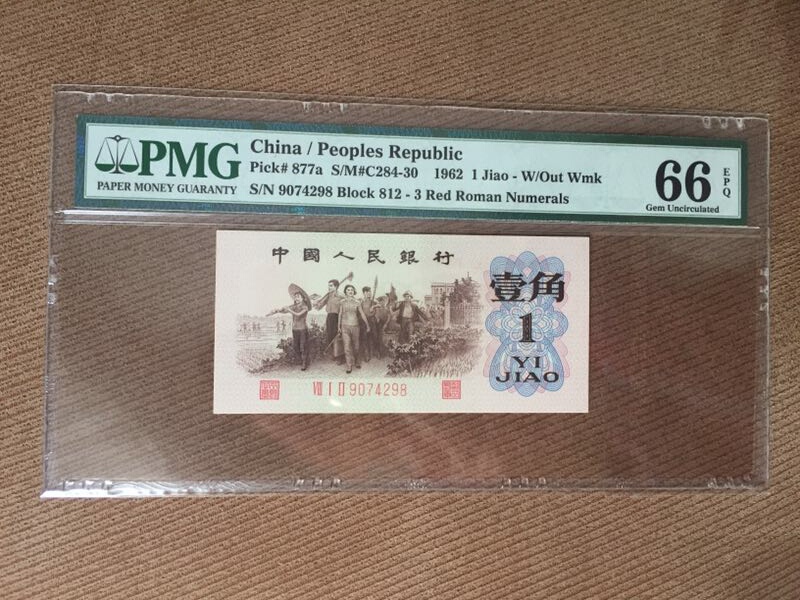 PMG
PAPER MONEY GUARANTY
China / Peoples Republic
Pick# 877a S/M#C284-30 1962 1 Jiao - W/Out Wmk
S/N 9074298 Block 812 - 3 Red Roman Numerals
66
EPQ
Gem Uncirculated
中國人民銀行
壹角
1
YI
JIAO
VIII I II 9074298